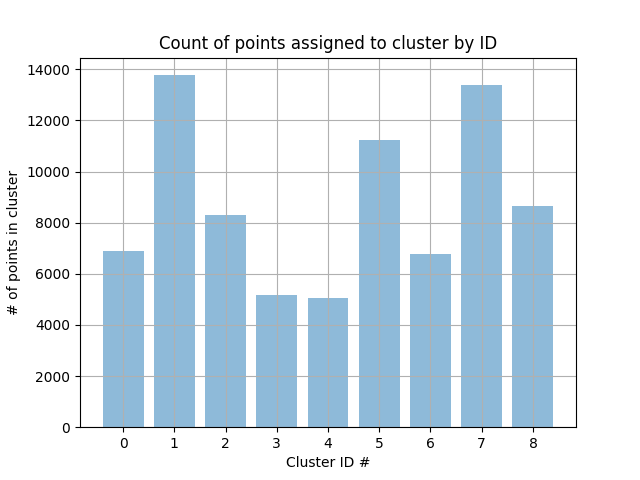 Count of points assigned to cluster by ID
# of points in cluster
14000
12000
10000
8000
6000
4000
2000
0
0 1 2 3 4 5 6 7 8
Cluster ID #